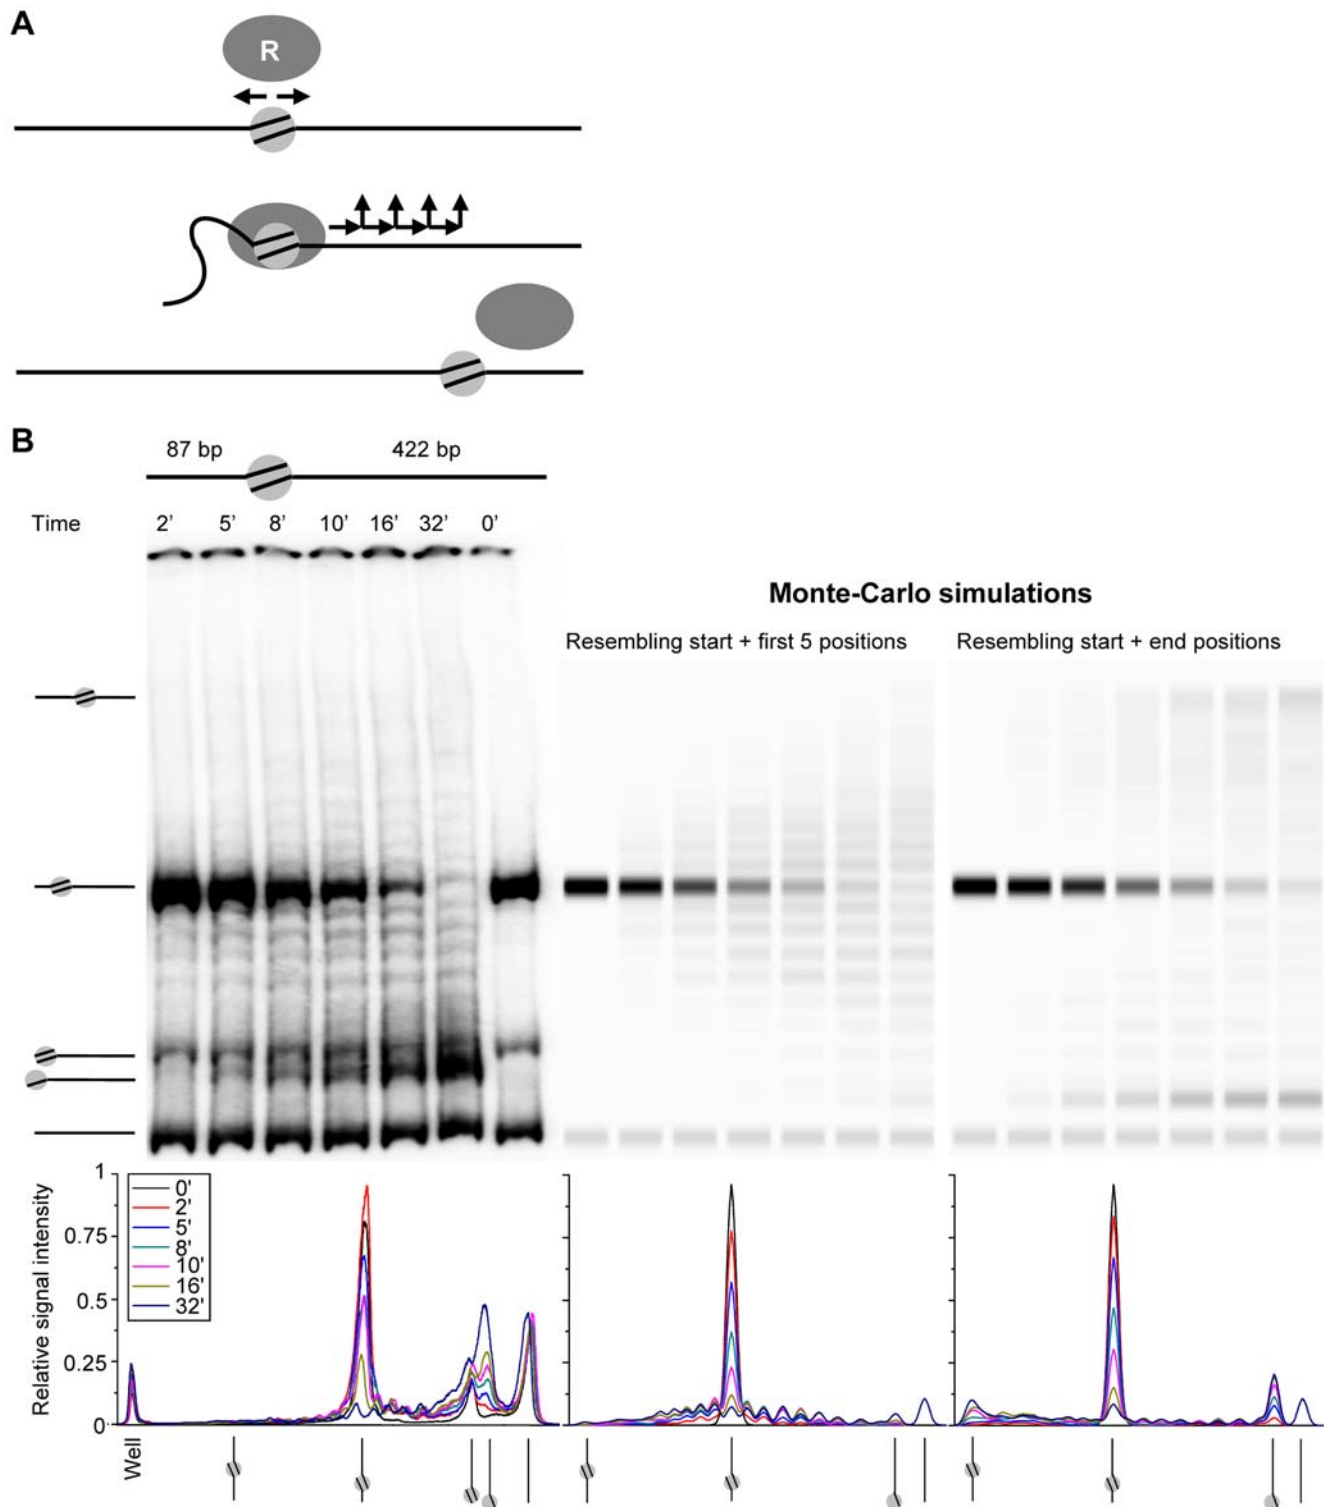 A
R
B
87 bp 422 bp
Time 2' 5' 8' 10' 16' 32' 0'
Monte-Carlo simulations
Resembling start + first 5 positions Resembling start + end positions
Relative signal intensity
1
0.75
0.5
0.25
0
0'
2'
5'
8'
10'
16'
32'
Well